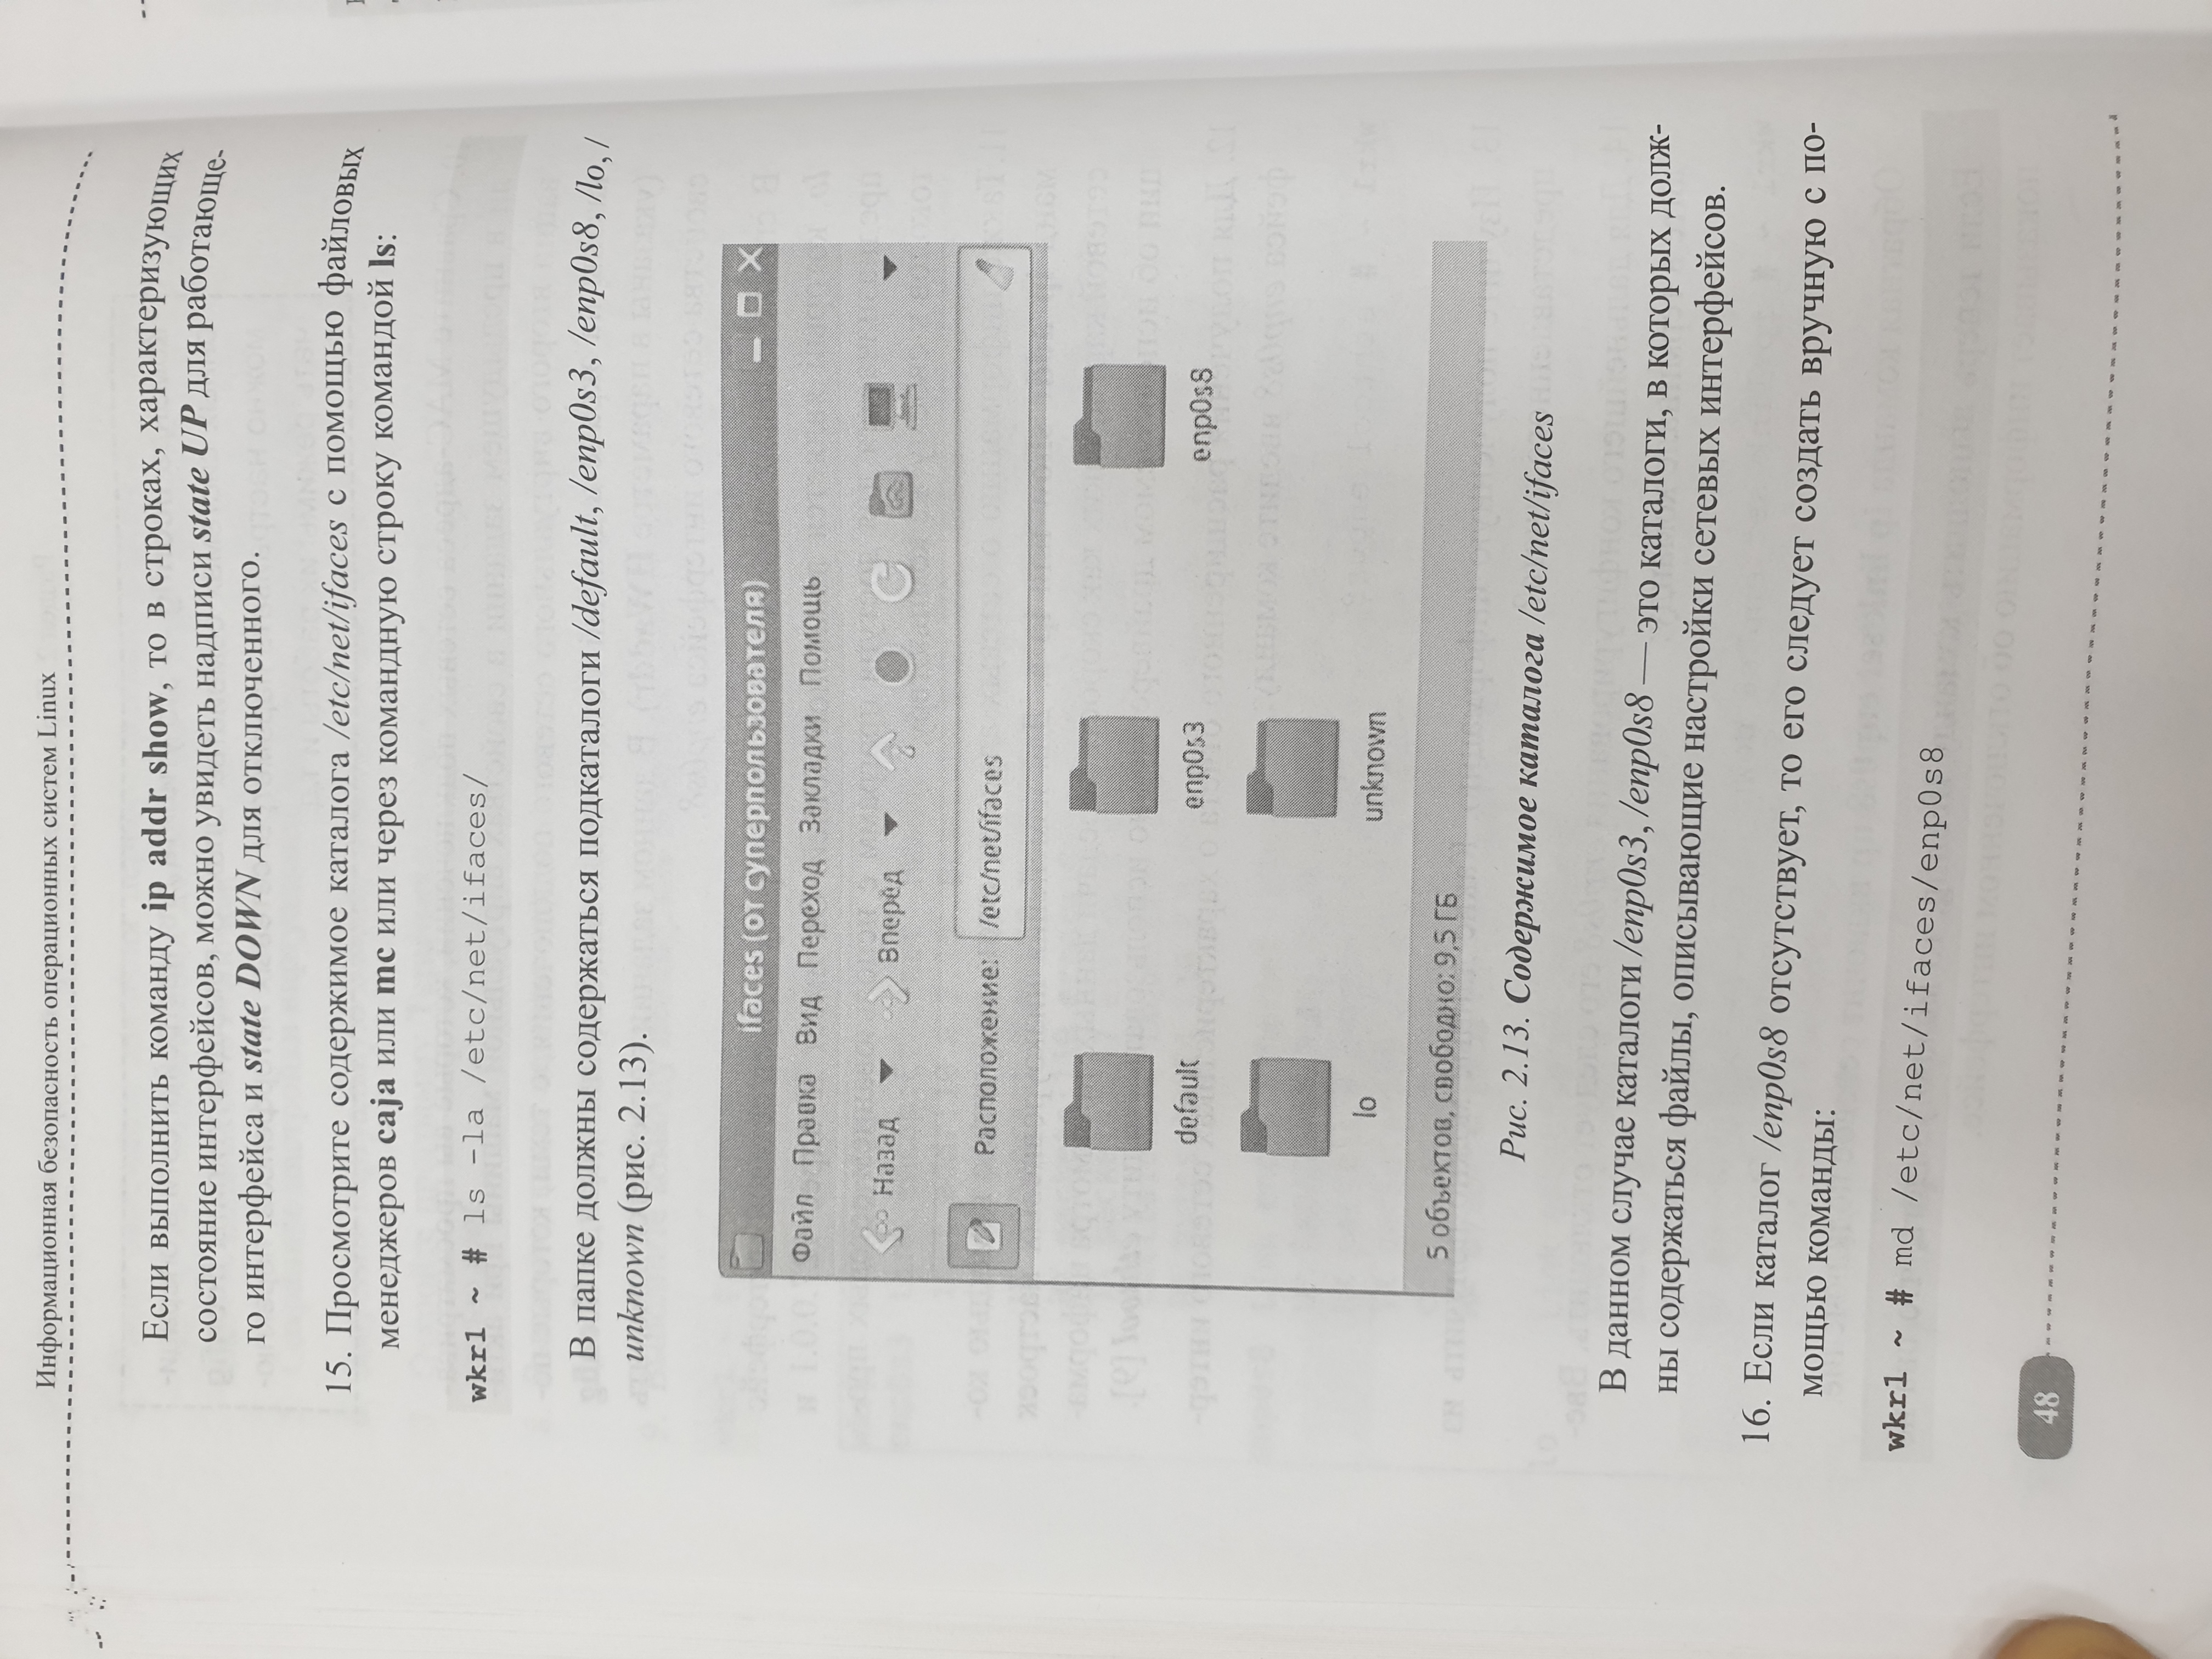 Информационная безопасность операционных систем Linux
Если выполнить команду ip addr show, то в строках, характеризующих
состояние интерфейсов, можно увидеть надписи state UP для работающе-
го интерфейса и state DOWN для отключенного.
15. Просмотрите содержимое каталога /etc/net/ifaces с помощью файловых
менеджеров caja или mc или через командную строку командой ls:
wkr1 ~ # ls -la /etc/net/ifaces/
В папке должны содержаться подкаталоги /default, /enp0s3, /enp0s8, /lo, /
unknown (рис. 2.13).
ifaces (от суперпользователя)
Файл Правка Вид Переход Закладки Помощь
Назад Вперёд
Расположение: /etc/net/ifaces
default enp0s3 enp0s8
lo unknown
5 объектов, свободно: 9,5 ГБ
Рис. 2.13. Содержимое каталога /etc/net/ifaces
В данном случае каталоги /enp0s3, /enp0s8 — это каталоги, в которых долж-
ны содержаться файлы, описывающие настройки сетевых интерфейсов.
16. Если каталог /enp0s8 отсутствует, то его следует создать вручную с по-
мощью команды:
wkr1 ~ # md /etc/net/ifaces/enp0s8
48